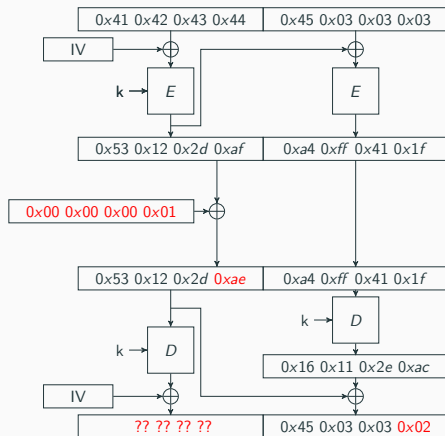 0x41 0x42 0x43 0x44 0x45 0x03 0x03 0x03
IV
k E E
0x53 0x12 0x2d 0xaf 0xa4 0xff 0x41 0x1f
0x00 0x00 0x00 0x01
0x53 0x12 0x2d 0xae 0xa4 0xff 0x41 0x1f
k D
k D
0x16 0x11 0x2e 0xac
IV
?? ?? ?? ?? 0x45 0x03 0x03 0x02